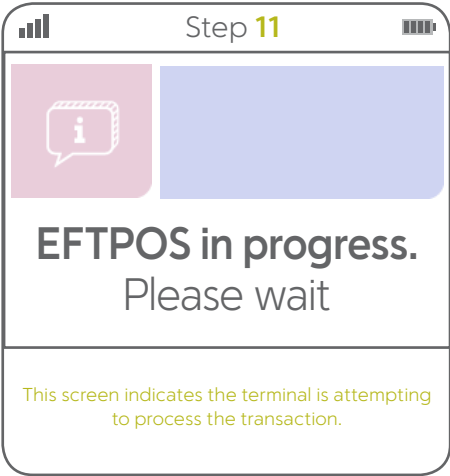 Step 11
i
EFTPOS in progress.
Please wait
This screen indicates the terminal is attempting
to process the transaction.